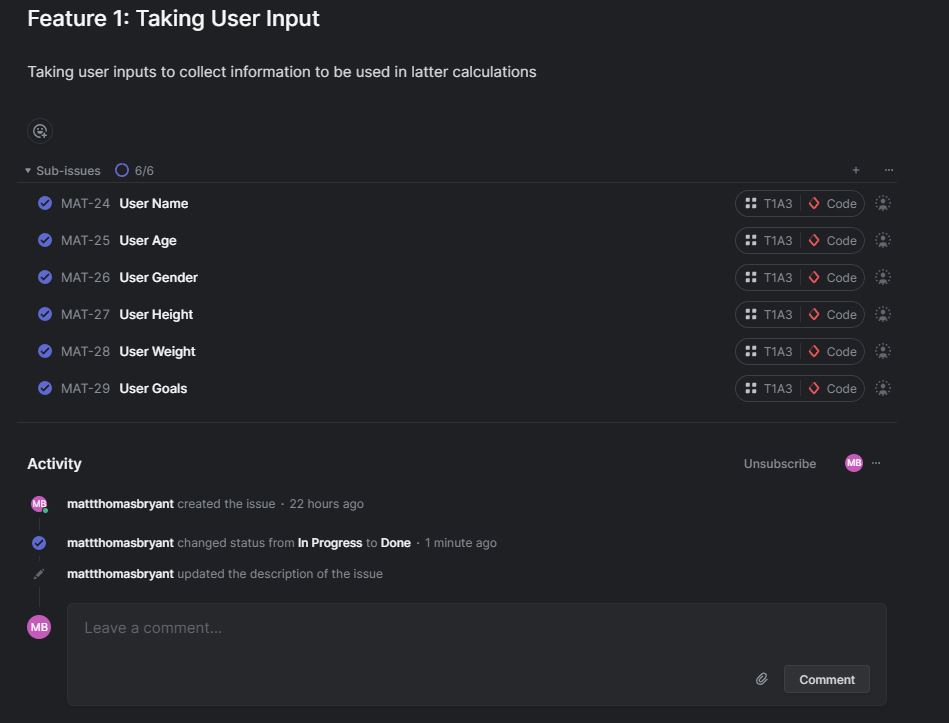 Feature 1: Taking User Input
Taking user inputs to collect information to be used in latter calculations
Sub-issues 6/6
MAT-24 User Name T1A3 Code
MAT-25 User Age T1A3 Code
MAT-26 User Gender T1A3 Code
MAT-27 User Height T1A3 Code
MAT-28 User Weight T1A3 Code
MAT-29 User Goals T1A3 Code
Activity Unsubscribe MB
MB mattthomasbryant created the issue · 22 hours ago
mattthomasbryant changed status from In Progress to Done · 1 minute ago
mattthomasbryant updated the description of the issue
MB Leave a comment...
Comment